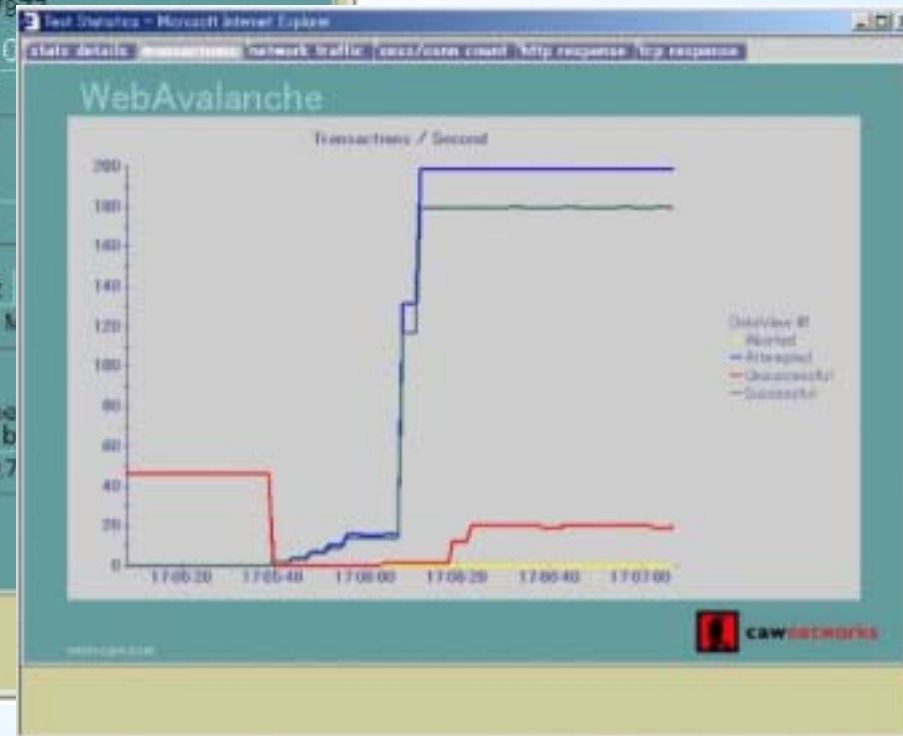 Test Statistics - Microsoft Internet Explorer
stats details transactions network traffic sess/conn count http response tcp response
WebAvalanche
Transactions / Second
200
180
160
140
120
100
80
60
40
20
0
17:05:20 17:05:40 17:06:00 17:06:20 17:06:40 17:07:00
DataView #1
Aborted
Attempted
Unsuccessful
Successful
cawnetworks